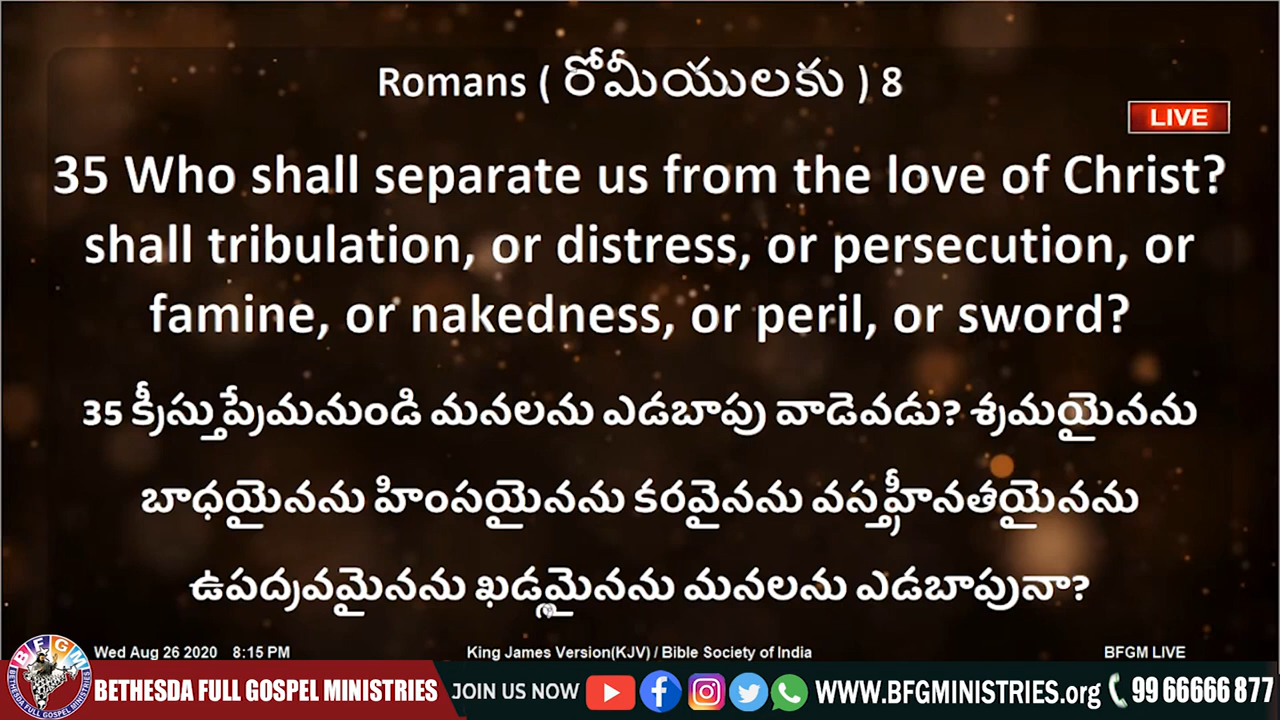 Romans ( రోమీయులకు ) 8
LIVE
35 Who shall separate us from the love of Christ?
shall tribulation, or distress, or persecution, or
famine, or nakedness, or peril, or sword?
35 క్రీస్తుప్రేమనుండి మనలను ఎడబాపు వాడెవడు? శ్రమయైనను
బాధయైనను హింసయైనను కరవైనను వస్త్రహీనతయైనను
ఉపద్రవమైనను ఖడ్గమైనను మనలను ఎడబాపునా?
Wed Aug 26 2020 8:15 PM King James Version(KJV) / Bible Society of India BFGM LIVE
BFGM
BETHESDA FULL GOSPEL MINISTRIES
BETHESDA FULL GOSPEL MINISTRIES JOIN US NOW WWW.BFGMINISTRIES.org 99 66666 877